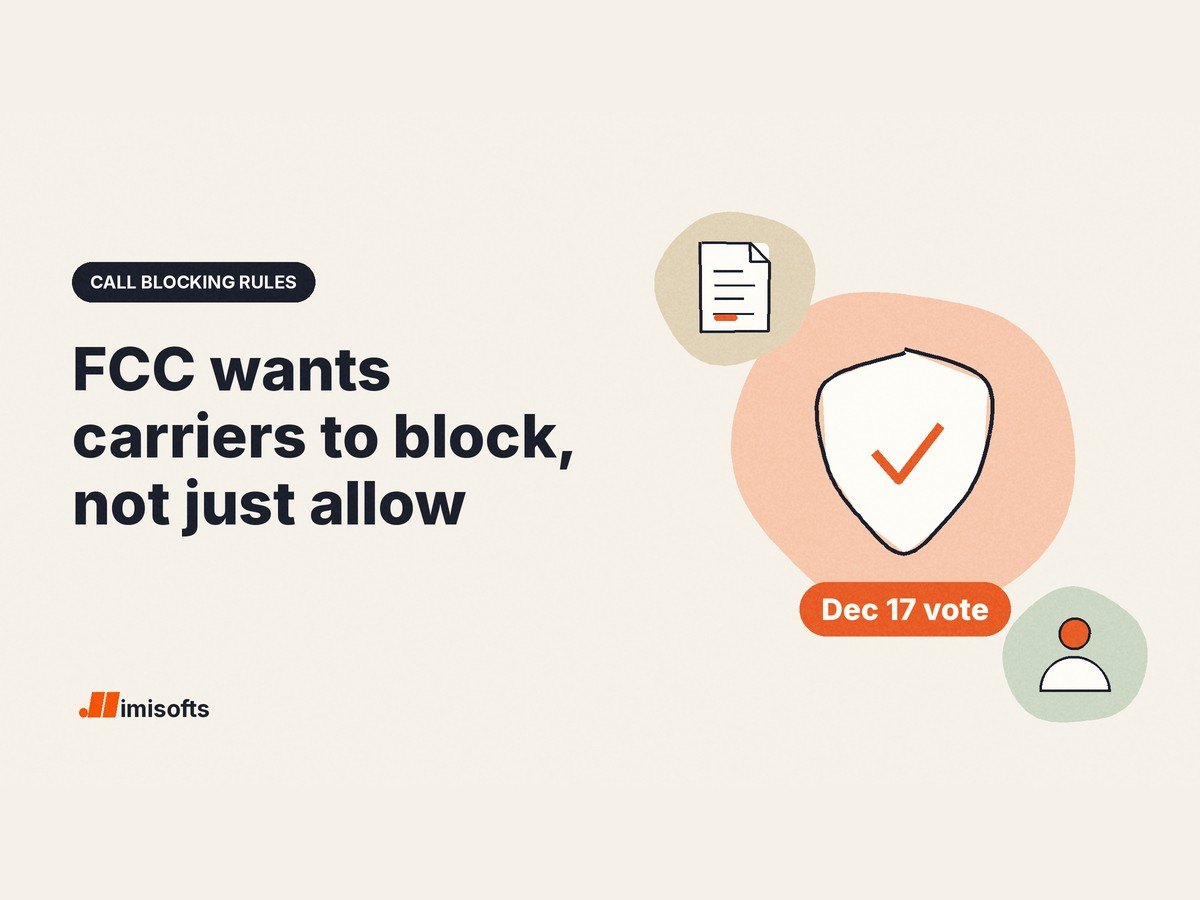 CALL BLOCKING RULES
FCC wants
carriers to block,
not just allow
Dec 17 vote
imisofts